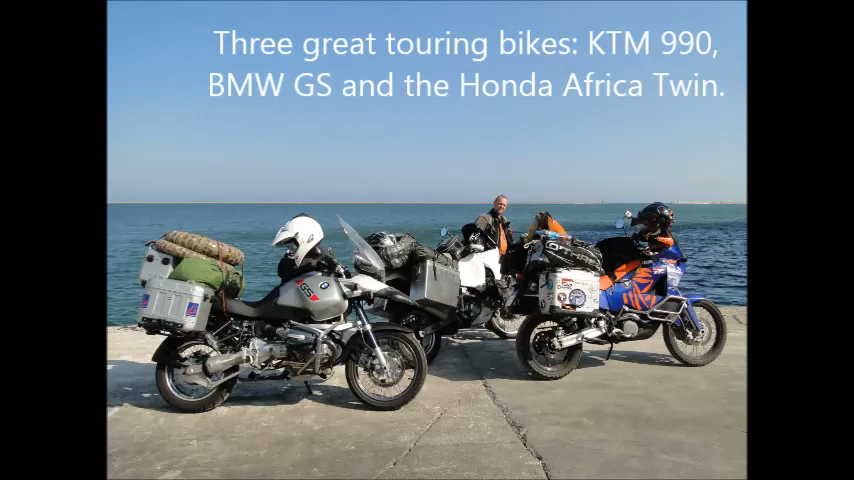 Three great touring bikes: KTM 990,
BMW GS and the Honda Africa Twin.
GS